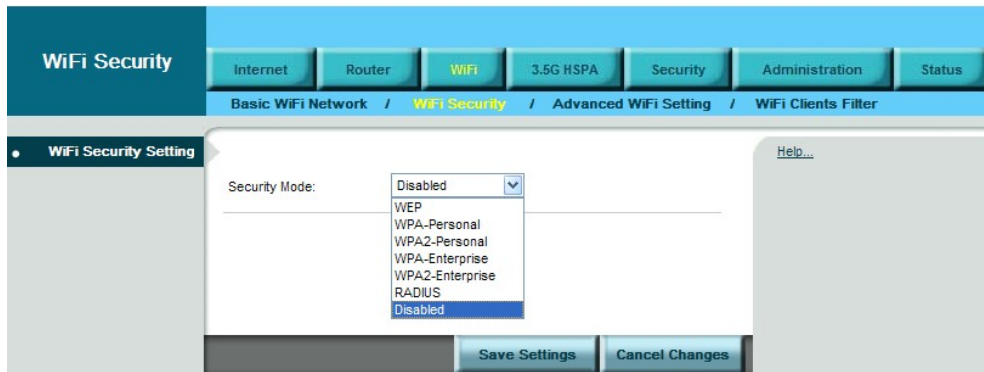 WiFi Security
Internet Router WiFi 3.5G HSPA Security Administration Status
Basic WiFi Network / WiFi Security / Advanced WiFi Setting / WiFi Clients Filter
WiFi Security Setting
Help...
Security Mode: Disabled
WEP
WPA-Personal
WPA2-Personal
WPA-Enterprise
WPA2-Enterprise
RADIUS
Disabled
Save Settings Cancel Changes